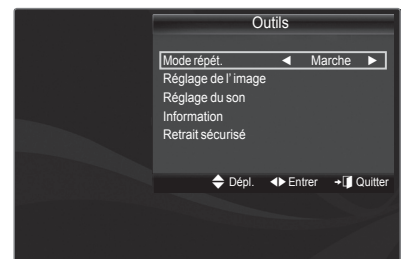 Outils
Mode répét. ◀ Marche ▶
Réglage de l' image
Réglage du son
Information
Retrait sécurisé
Dépl. Entrer Quitter